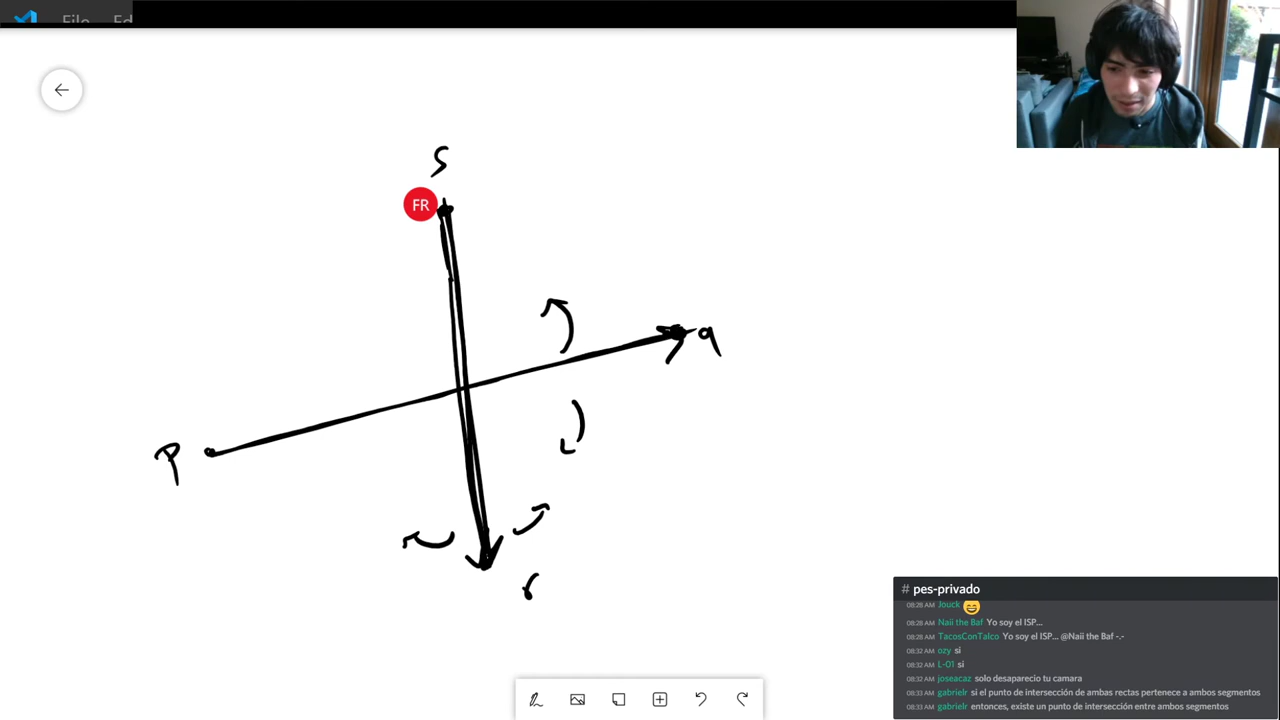 File Ed
S
FR
q
p
r
# pes-privado
08:28 AM Jouck 😄
08:28 AM Naii the Baf Yo soy el ISP...
08:28 AM TacosConTalco Yo soy el ISP... @Naii the Baf -.-
08:32 AM ozy si
08:32 AM L-01 si
08:32 AM joseacaz solo desaparecio tu camara
08:33 AM gabrielr si el punto de intersección de ambas rectas pertenece a ambos segmentos
08:33 AM gabrielr entonces, existe un punto de intersección entre ambos segmentos